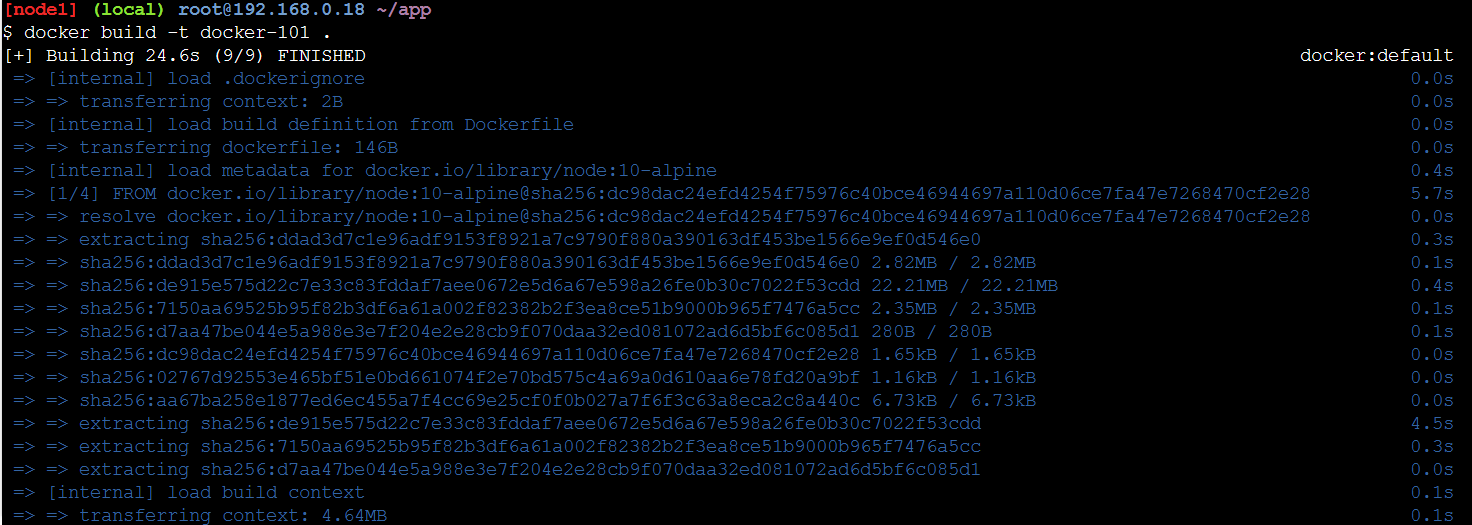 [node1] (local) root@192.168.0.18 ~/app
$ docker build -t docker-101 .
[+] Building 24.6s (9/9) FINISHED docker:default
=> [internal] load .dockerignore 0.0s
=> => transferring context: 2B 0.0s
=> [internal] load build definition from Dockerfile 0.0s
=> => transferring dockerfile: 146B 0.0s
=> [internal] load metadata for docker.io/library/node:10-alpine 0.4s
=> [1/4] FROM docker.io/library/node:10-alpine@sha256:dc98dac24efd4254f75976c40bce46944697a110d06ce7fa47e7268470cf2e28 5.7s
=> => resolve docker.io/library/node:10-alpine@sha256:dc98dac24efd4254f75976c40bce46944697a110d06ce7fa47e7268470cf2e28 0.0s
=> => extracting sha256:ddad3d7c1e96adf9153f8921a7c9790f880a390163df453be1566e9ef0d546e0 0.3s
=> => sha256:ddad3d7c1e96adf9153f8921a7c9790f880a390163df453be1566e9ef0d546e0 2.82MB / 2.82MB 0.1s
=> => sha256:de915e575d22c7e33c83fddaf7aee0672e5d6a67e598a26fe0b30c7022f53cdd 22.21MB / 22.21MB 0.4s
=> => sha256:7150aa69525b95f82b3df6a61a002f82382b2f3ea8ce51b9000b965f7476a5cc 2.35MB / 2.35MB 0.1s
=> => sha256:d7aa47be044e5a988e3e7f204e2e28cb9f070daa32ed081072ad6d5bf6c085d1 280B / 280B 0.1s
=> => sha256:dc98dac24efd4254f75976c40bce46944697a110d06ce7fa47e7268470cf2e28 1.65kB / 1.65kB 0.0s
=> => sha256:02767d92553e465bf51e0bd661074f2e70bd575c4a69a0d610aa6e78fd20a9bf 1.16kB / 1.16kB 0.0s
=> => sha256:aa67ba258e1877ed6ec455a7f4cc69e25cf0f0b027a7f6f3c63a8eca2c8a440c 6.73kB / 6.73kB 0.0s
=> => extracting sha256:de915e575d22c7e33c83fddaf7aee0672e5d6a67e598a26fe0b30c7022f53cdd 4.5s
=> => extracting sha256:7150aa69525b95f82b3df6a61a002f82382b2f3ea8ce51b9000b965f7476a5cc 0.3s
=> => extracting sha256:d7aa47be044e5a988e3e7f204e2e28cb9f070daa32ed081072ad6d5bf6c085d1 0.0s
=> [internal] load build context 0.1s
=> => transferring context: 4.64MB 0.1s